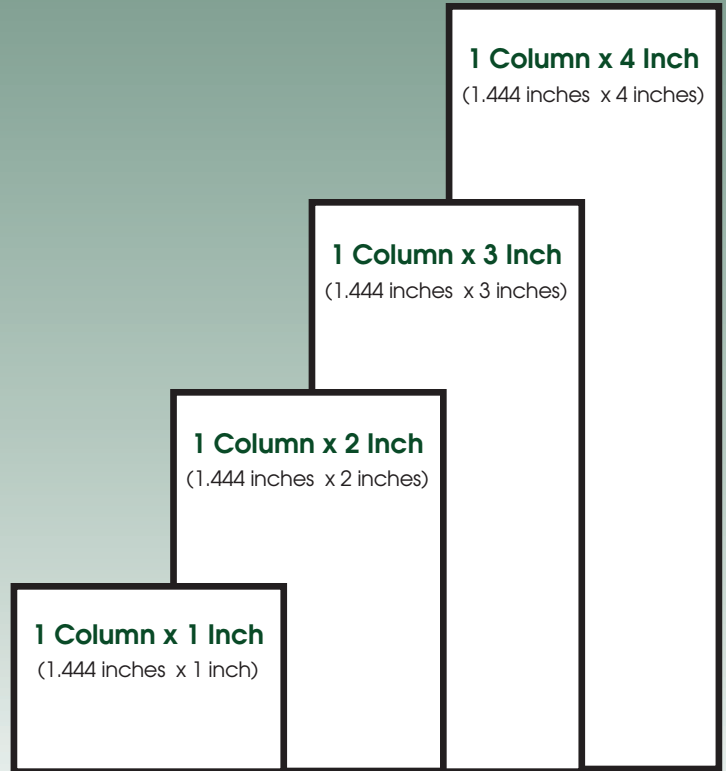 1 Column x 4 Inch
(1.444 inches x 4 inches)
1 Column x 3 Inch
(1.444 inches x 3 inches)
1 Column x 2 Inch
(1.444 inches x 2 inches)
1 Column x 1 Inch
(1.444 inches x 1 inch)